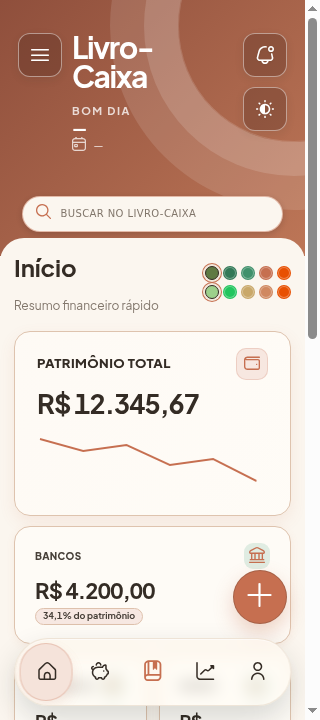 Livro-
Caixa
BOM DIA
—
—
BUSCAR NO LIVRO-CAIXA
Início
Resumo financeiro rápido
PATRIMÔNIO TOTAL
R$ 12.345,67
BANCOS
R$ 4.200,00
34,1% do patrimônio
R$
R$